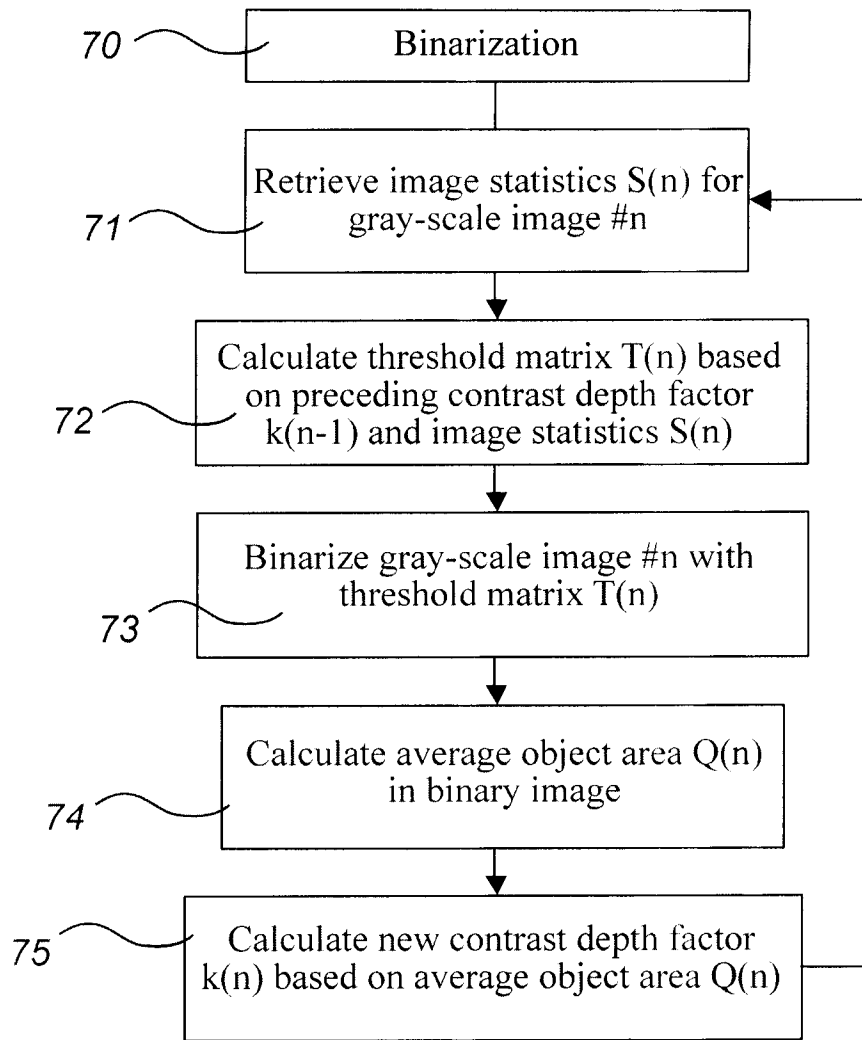 70
Binarization
71
Retrieve image statistics S(n) for
gray-scale image #n
72
Calculate threshold matrix T(n) based
on preceding contrast depth factor
k(n-1) and image statistics S(n)
73
Binarize gray-scale image #n with
threshold matrix T(n)
74
Calculate average object area Q(n)
in binary image
75
Calculate new contrast depth factor
k(n) based on average object area Q(n)